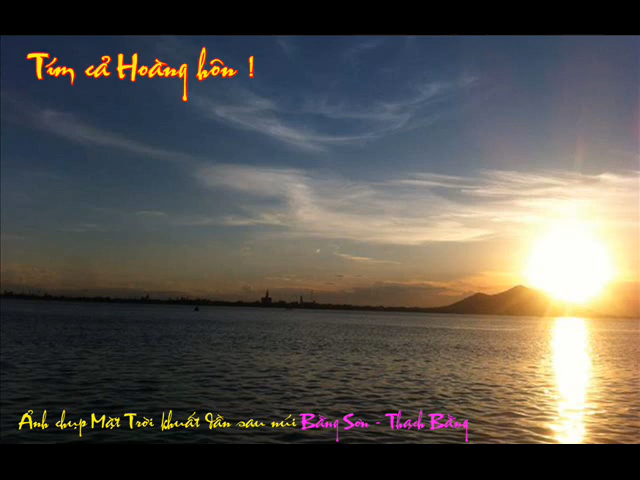 Tím cả Hoàng hôn !
Ảnh chụp Mặt Trời khuất dần sau núi Bằng Sơn - Thạch Bằng